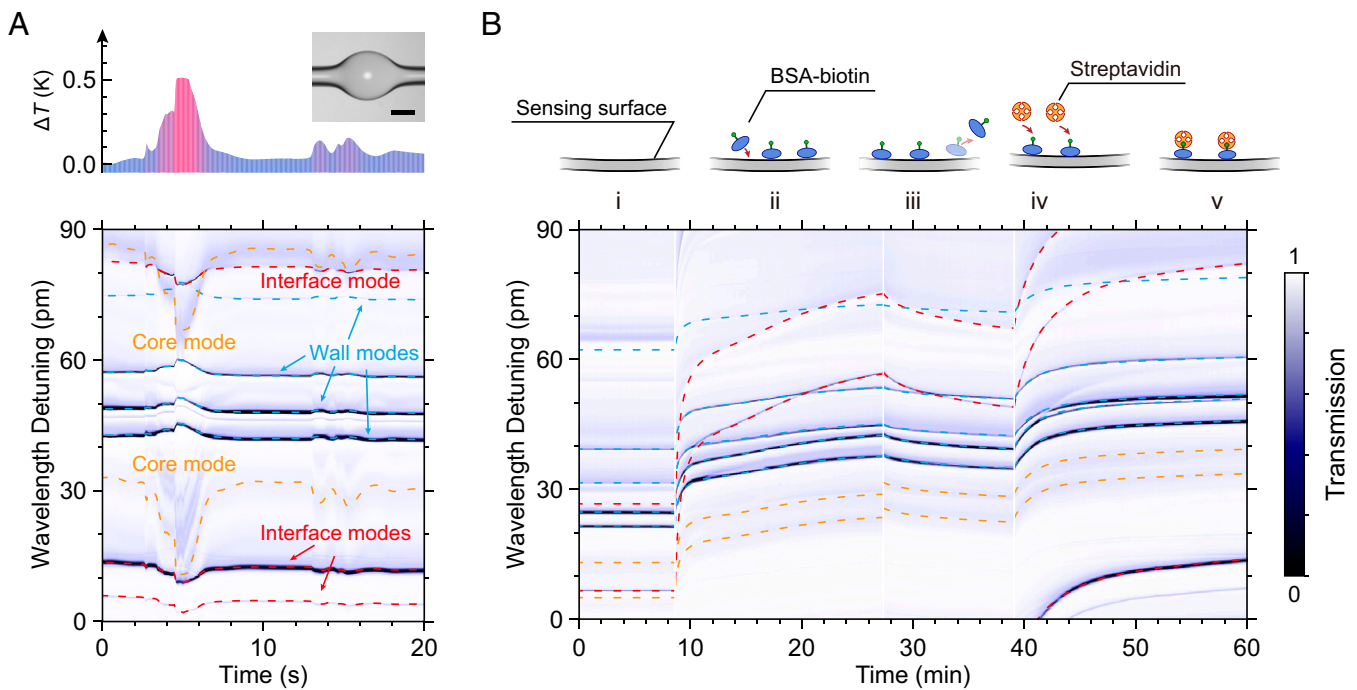 A
B
ΔT (K)
0.5
0.0
Sensing surface
BSA-biotin
Streptavidin
i
ii
iii
iv
v
Wavelength Detuning (pm)
90
60
30
0
Interface mode
Core mode
Wall modes
Core mode
Interface modes
0
10
20
Time (s)
Wavelength Detuning (pm)
90
60
30
0
0
10
20
30
40
50
60
Time (min)
1
0
Transmission